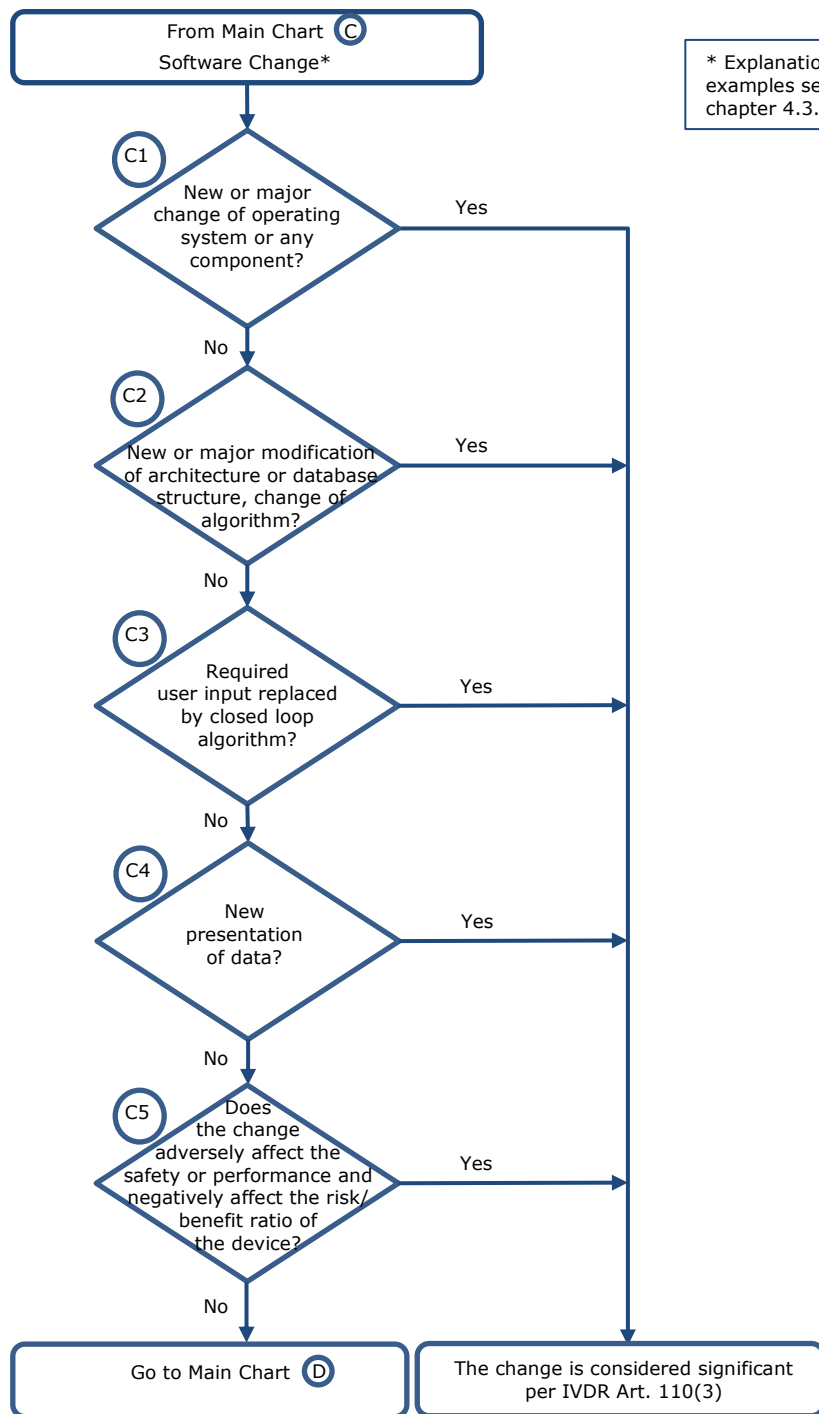 From Main Chart C
Software Change*
* Explanatio
examples se
chapter 4.3.
C1
New or major
change of operating
system or any
component?
Yes
No
C2
New or major modification
of architecture or database
structure, change of
algorithm?
Yes
No
C3
Required
user input replaced
by closed loop
algorithm?
Yes
No
C4
New
presentation
of data?
Yes
No
C5
Does
the change
adversely affect the
safety or performance and
negatively affect the risk/
benefit ratio of
the device?
Yes
No
Go to Main Chart D
The change is considered significant
per IVDR Art. 110(3)